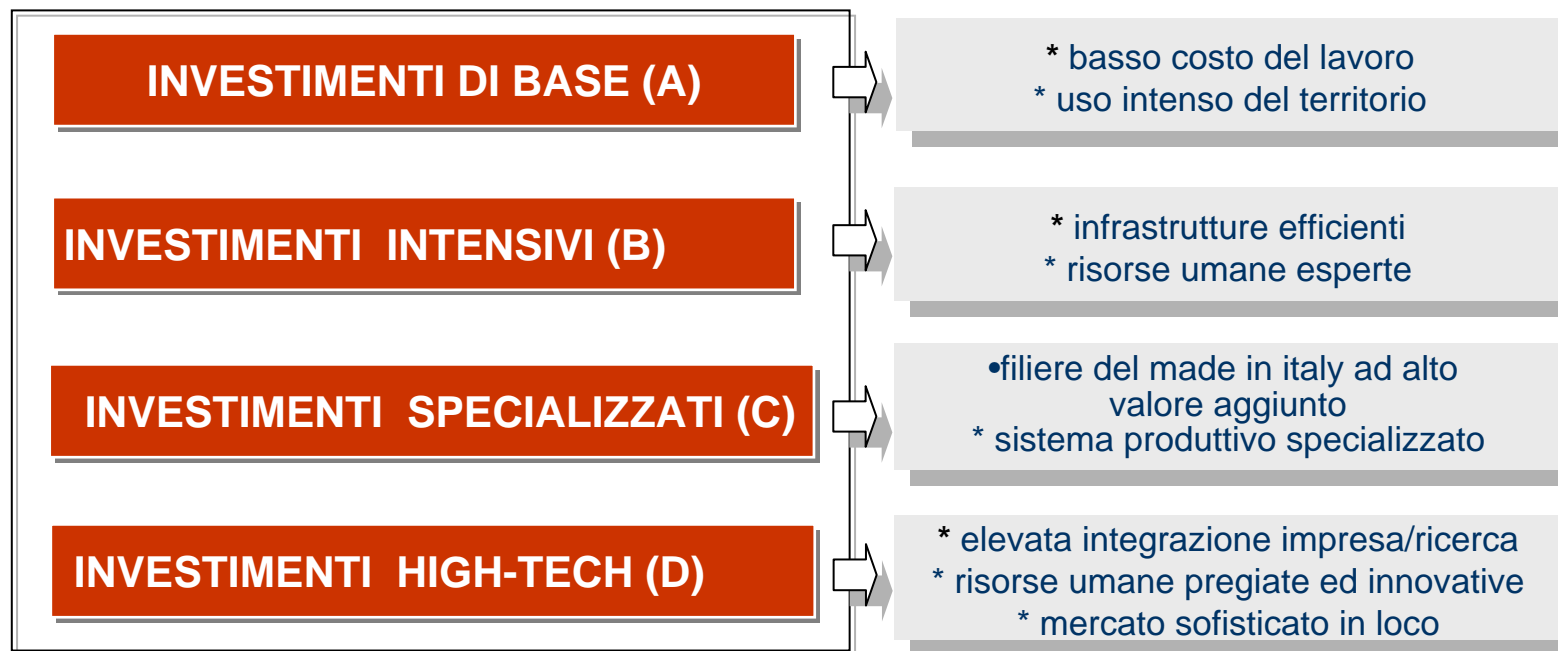 INVESTIMENTI DI BASE (A)
* basso costo del lavoro
* uso intenso del territorio
INVESTIMENTI INTENSIVI (B)
* infrastrutture efficienti
* risorse umane esperte
INVESTIMENTI SPECIALIZZATI (C)
•filiere del made in italy ad alto
valore aggiunto
* sistema produttivo specializzato
INVESTIMENTI HIGH-TECH (D)
* elevata integrazione impresa/ricerca
* risorse umane pregiate ed innovative
* mercato sofisticato in loco